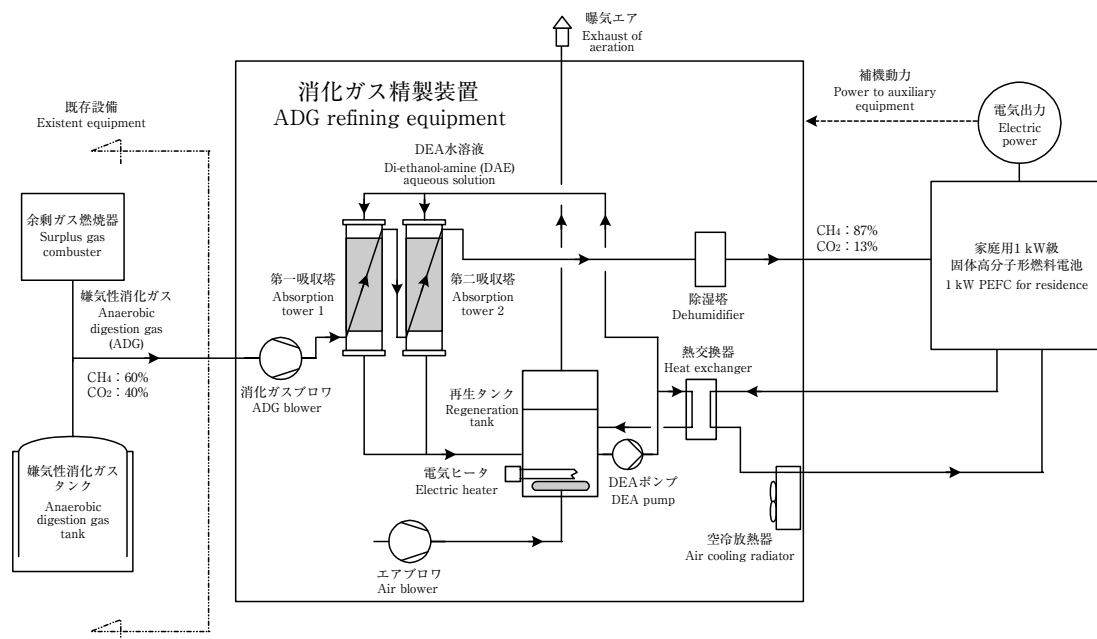 曝気エア
Exhaust of
aeration
消化ガス精製装置
ADG refining equipment
補機動力
Power to auxiliary
equipment
電気出力
Electric
power
既存設備
Existent equipment
DEA水溶液
Di-ethanol-amine (DAE)
aqueous solution
余剰ガス燃焼器
Surplus gas
combuster
CH4：87%
CO2：13%
家庭用1 kW級
固体高分子形燃料電池
1 kW PEFC for residence
第一吸収塔
Absorption
tower 1
第二吸収塔
Absorption
tower 2
嫌気性消化ガス
Anaerobic
digestion gas
(ADG)
除湿塔
Dehumidifier
熱交換器
Heat exchanger
CH4：60%
CO2：40%
消化ガスブロワ
ADG blower
再生タンク
Regeneration
tank
嫌気性消化ガス
タンク
Anaerobic
digestion gas
tank
電気ヒータ
Electric heater
DEAポンプ
DEA pump
空冷放熱器
Air cooling radiator
エアブロワ
Air blower